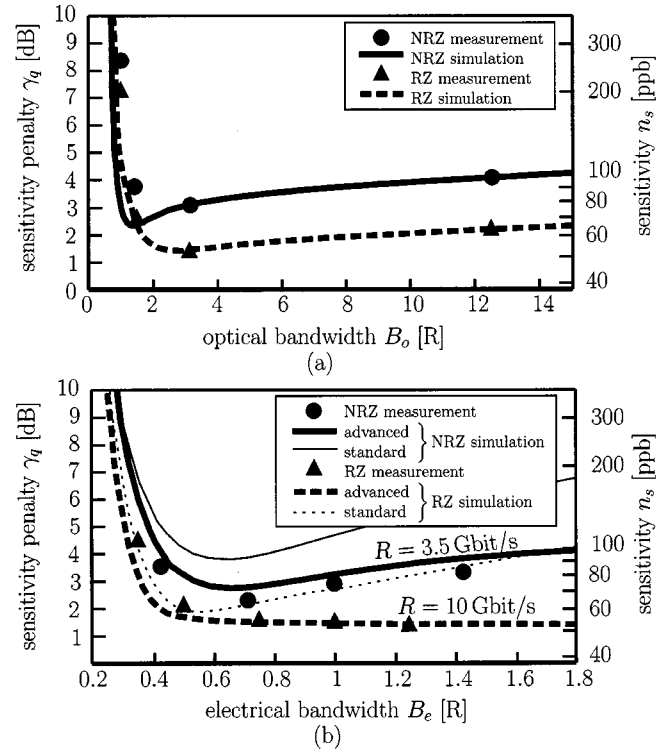 sensitivity penalty γq [dB]
10
9
8
7
6
5
4
3
2
1
0
● NRZ measurement
NRZ simulation
▲ RZ measurement
RZ simulation
300
200
100
80
60
40
sensitivity ns [ppb]
0 2 4 6 8 10 12 14
optical bandwidth Bo [R]
(a)
sensitivity penalty γq [dB]
10
9
8
7
6
5
4
3
2
1
● NRZ measurement
advanced
standard } NRZ simulation
▲ RZ measurement
advanced
standard } RZ simulation
R = 3.5 Gbit/s
R = 10 Gbit/s
300
200
100
80
60
40
sensitivity ns [ppb]
0.2 0.4 0.6 0.8 1 1.2 1.4 1.6 1.8
electrical bandwidth Be [R]
(b)